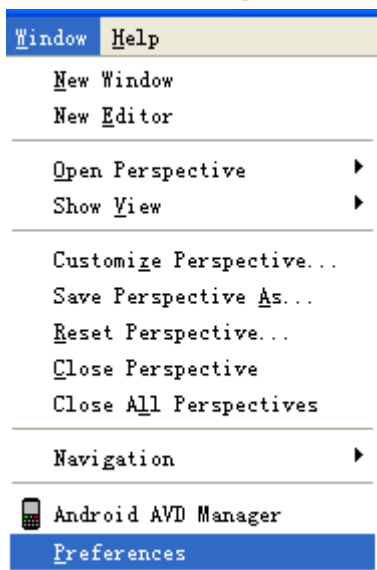 Window Help
New Window
New Editor
Open Perspective
Show View
Customize Perspective...
Save Perspective As...
Reset Perspective...
Close Perspective
Close All Perspectives
Navigation
Android AVD Manager
Preferences